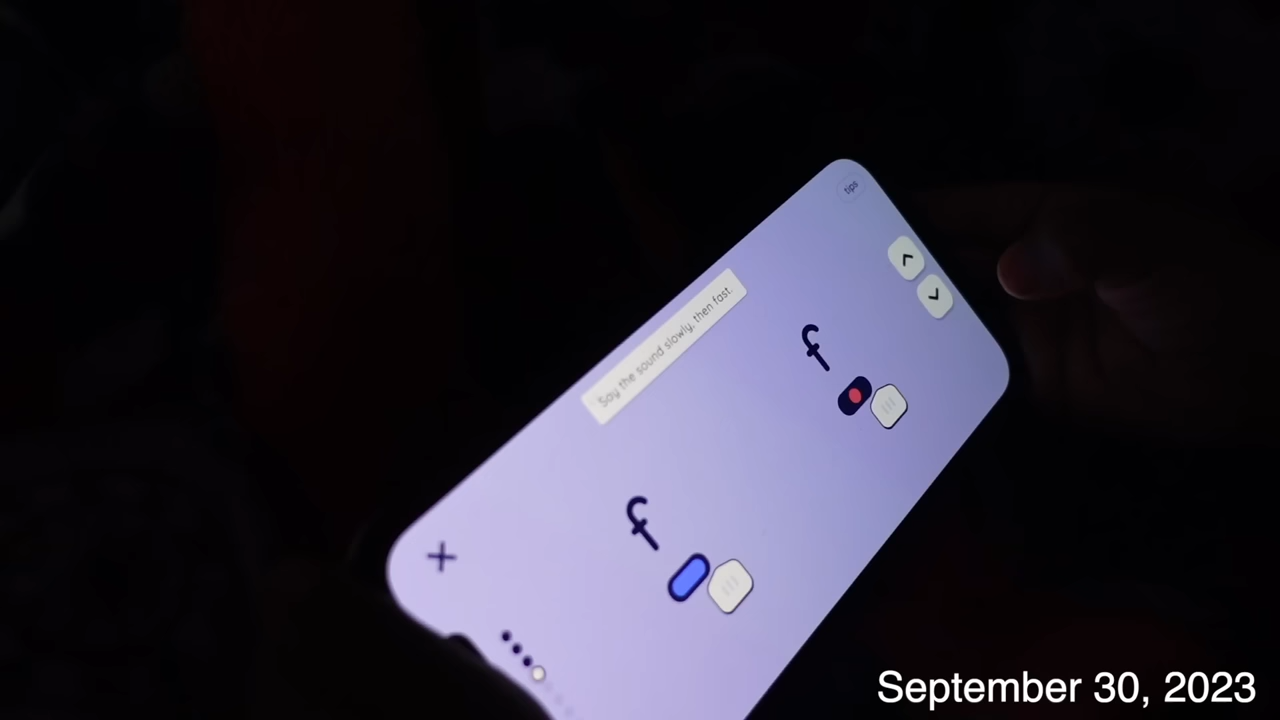 tips
Say the sound slowly, then fast.
f
f
September 30, 2023